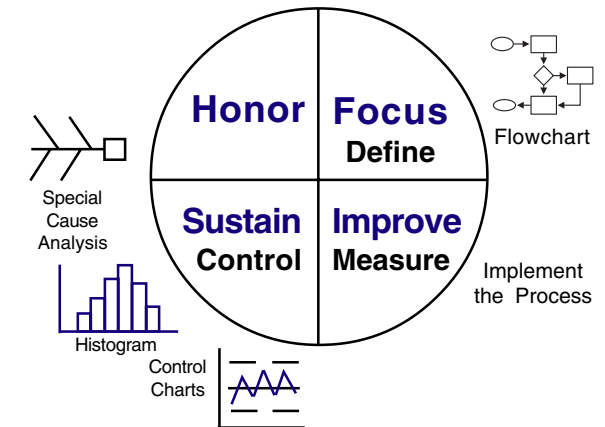 Honor
Focus
Define
Flowchart
Special
Cause
Analysis
Sustain
Control
Improve
Measure
Implement
the Process
Histogram
Control
Charts